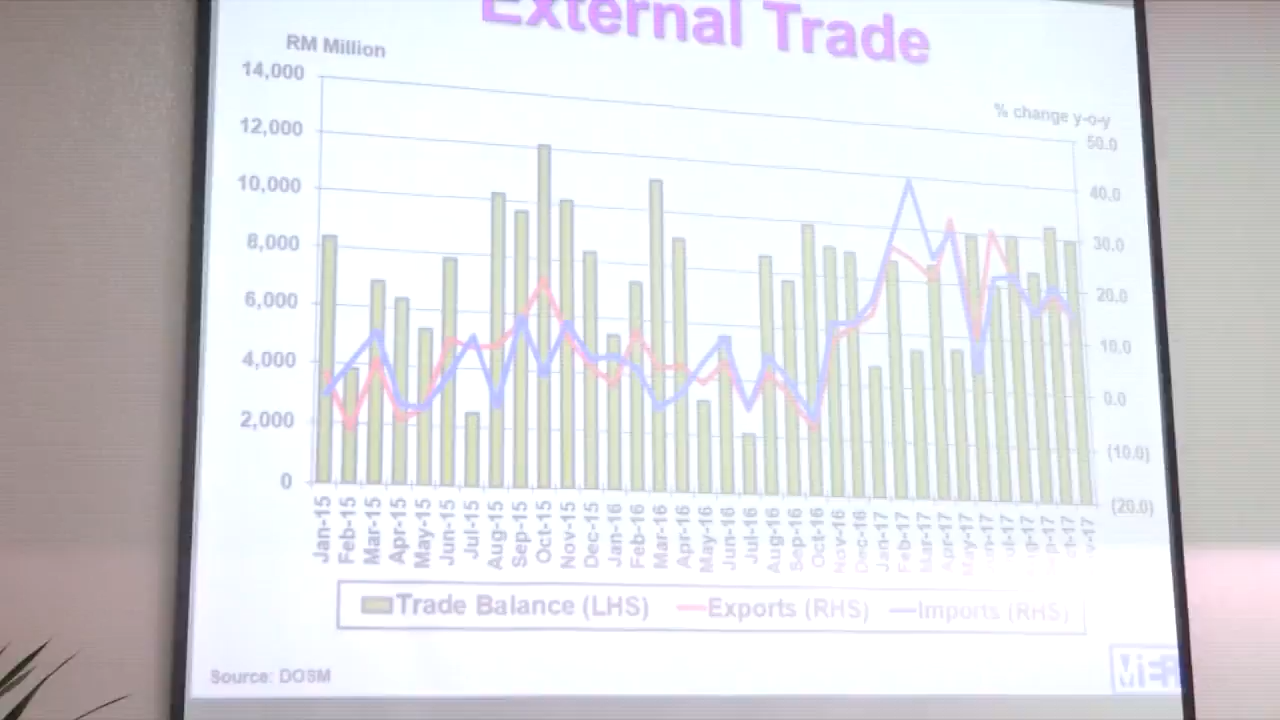 External Trade
RM Million
% change y-o-y
14,000
12,000
10,000
8,000
6,000
4,000
2,000
0
50.0
40.0
30.0
20.0
10.0
0.0
(10.0)
(20.0)
Jan-15
Feb-15
Mar-15
Apr-15
May-15
Jun-15
Jul-15
Aug-15
Sep-15
Oct-15
Nov-15
Dec-15
Jan-16
Feb-16
Mar-16
Apr-16
May-16
Jun-16
Jul-16
Aug-16
Sep-16
Oct-16
Nov-16
Dec-16
Jan-17
Feb-17
Mar-17
Apr-17
May-17
Trade Balance (LHS) Exports (RHS) Imports (RHS)
Source: DOSM